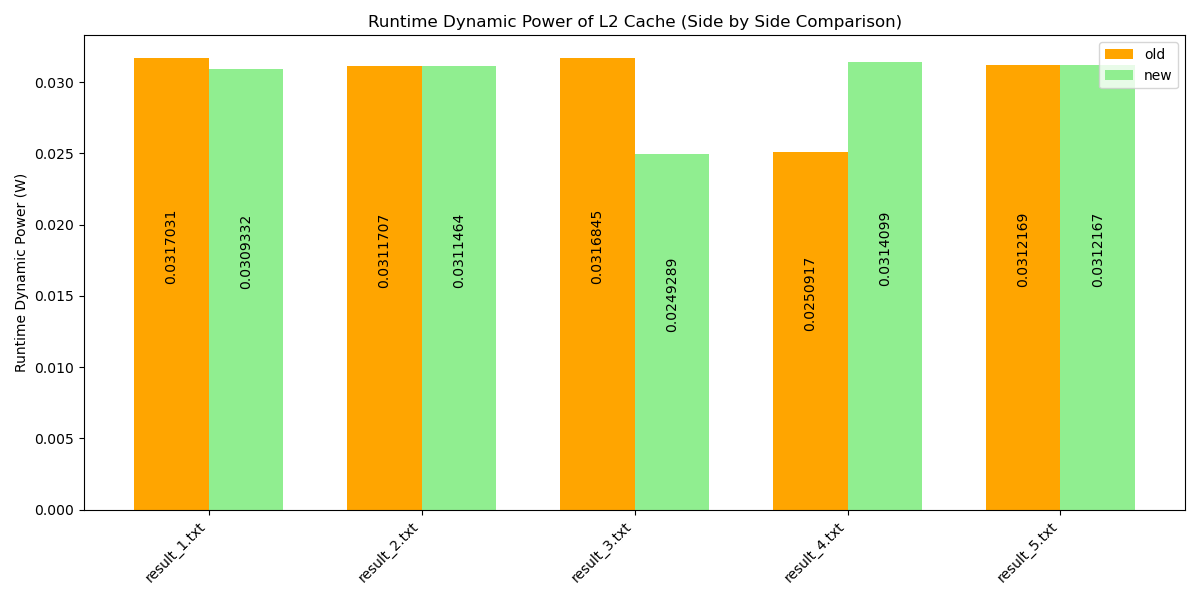 Runtime Dynamic Power of L2 Cache (Side by Side Comparison)
old
new
Runtime Dynamic Power (W)
0.030
0.025
0.020
0.015
0.010
0.005
0.000
0.0317031
0.0309332
0.0311707
0.0311464
0.0316845
0.0249289
0.0250917
0.0314099
0.0312169
0.0312167
result_1.txt
result_2.txt
result_3.txt
result_4.txt
result_5.txt